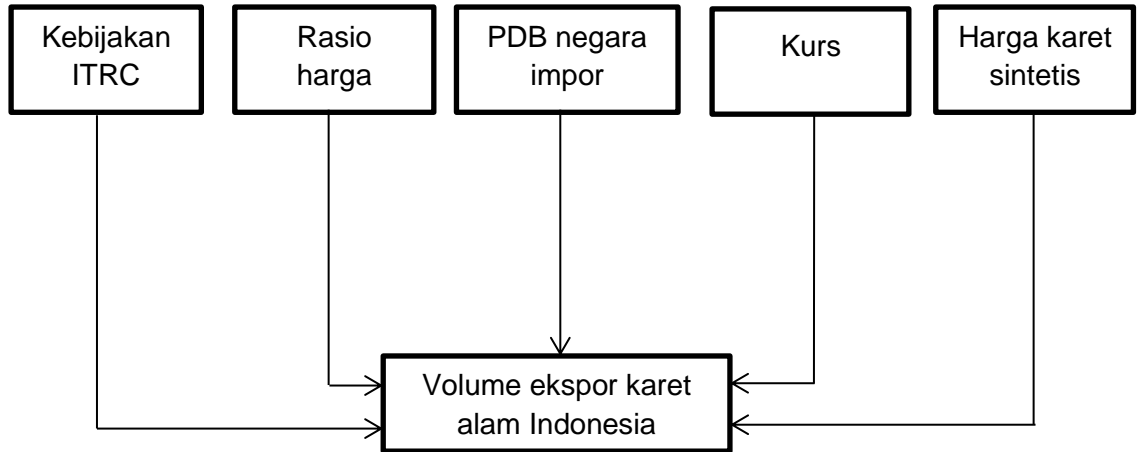 Kebijakan
ITRC
Rasio
harga
PDB negara
impor
Kurs
Harga karet
sintetis
Volume ekspor karet
alam Indonesia